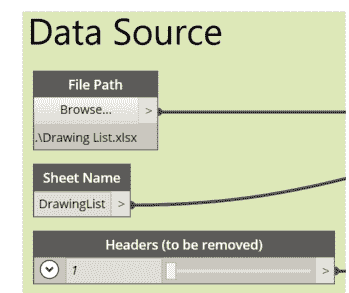 Data Source
File Path
Browse... >
.\Drawing List.xlsx
Sheet Name
DrawingList >
Headers (to be removed)
1 >